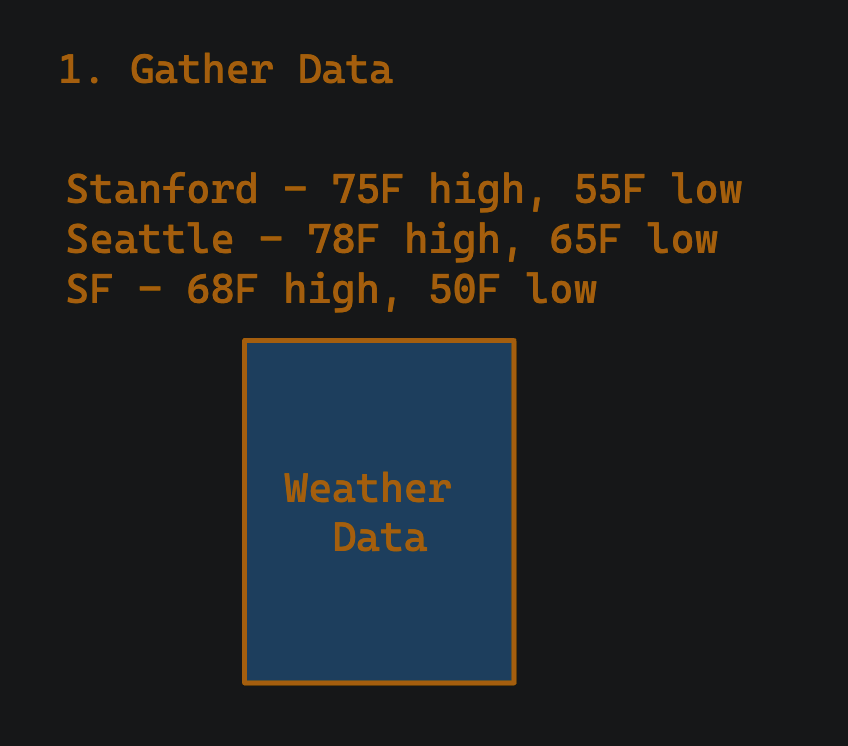 1. Gather Data
Stanford – 75F high, 55F low
Seattle – 78F high, 65F low
SF – 68F high, 50F low
Weather
Data